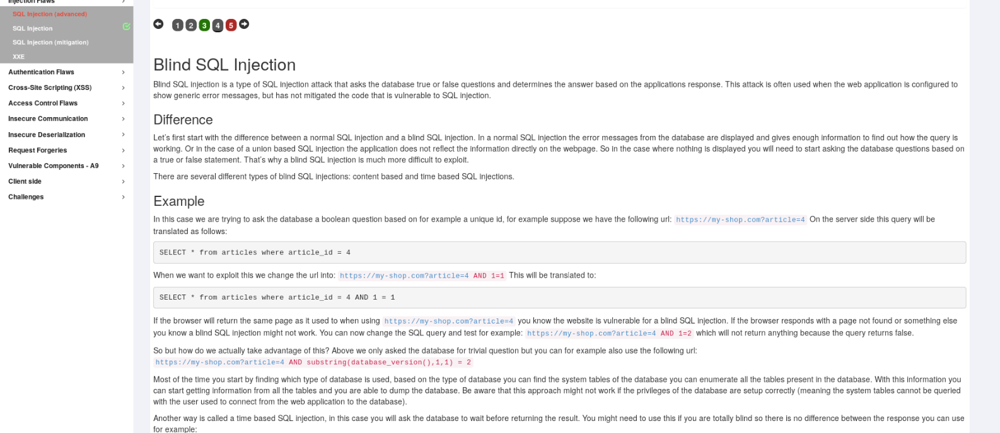 Injection Flaws
SQL Injection (advanced)
SQL Injection
SQL Injection (mitigation)
XXE
Authentication Flaws
Cross-Site Scripting (XSS)
Access Control Flaws
Insecure Communication
Insecure Deserialization
Request Forgeries
Vulnerable Components - A9
Client side
Challenges
1 2 3 4 5
Blind SQL Injection
Blind SQL injection is a type of SQL injection attack that asks the database true or false questions and determines the answer based on the applications response. This attack is often used when the web application is configured to
show generic error messages, but has not mitigated the code that is vulnerable to SQL injection.
Difference
Let’s first start with the difference between a normal SQL injection and a blind SQL injection. In a normal SQL injection the error messages from the database are displayed and gives enough information to find out how the query is
working. Or in the case of a union based SQL injection the application does not reflect the information directly on the webpage. So in the case where nothing is displayed you will need to start asking the database questions based on
a true or false statement. That’s why a blind SQL injection is much more difficult to exploit.
There are several different types of blind SQL injections: content based and time based SQL injections.
Example
In this case we are trying to ask the database a boolean question based on for example a unique id, for example suppose we have the following url: https://my-shop.com?article=4 On the server side this query will be
translated as follows:
SELECT * from articles where article_id = 4
When we want to exploit this we change the url into: https://my-shop.com?article=4 AND 1=1 This will be translated to:
SELECT * from articles where article_id = 4 AND 1 = 1
If the browser will return the same page as it used to when using https://my-shop.com?article=4 you know the website is vulnerable for a blind SQL injection. If the browser responds with a page not found or something else
you know a blind SQL injection might not work. You can now change the SQL query and test for example: https://my-shop.com?article=4 AND 1=2 which will not return anything because the query returns false.
So but how do we actually take advantage of this? Above we only asked the database for trivial question but you can for example also use the following url:
https://my-shop.com?article=4 AND substring(database_version(),1,1) = 2
Most of the time you start by finding which type of database is used, based on the type of database you can find the system tables of the database you can enumerate all the tables present in the database. With this information you
can start getting information from all the tables and you are able to dump the database. Be aware that this approach might not work if the privileges of the database are setup correctly (meaning the system tables cannot be queried
with the user used to connect from the web application to the database).
Another way is called a time based SQL injection, in this case you will ask the database to wait before returning the result. You might need to use this if you are totally blind so there is no difference between the response you can use
for example: